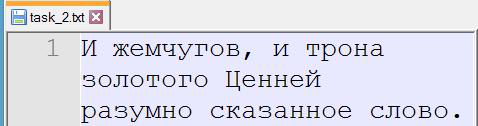 task_2.txt
1 И жемчугов, и трона
золотого Ценней
разумно сказанное слово.